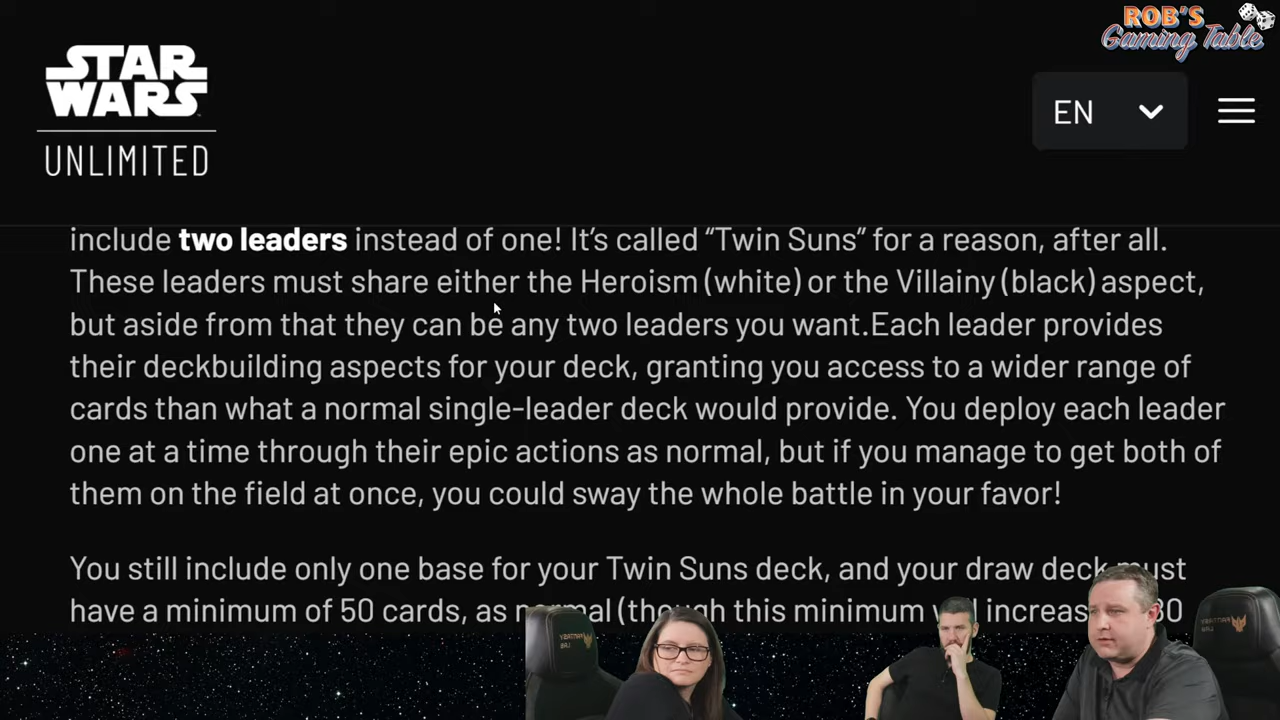 ROB'S
Gaming Table
STAR
WARS
UNLIMITED
EN
include two leaders instead of one! It's called “Twin Suns” for a reason, after all.
These leaders must share either the Heroism (white) or the Villainy (black) aspect,
but aside from that they can be any two leaders you want.Each leader provides
their deckbuilding aspects for your deck, granting you access to a wider range of
cards than what a normal single-leader deck would provide. You deploy each leader
one at a time through their epic actions as normal, but if you manage to get both of
them on the field at once, you could sway the whole battle in your favor!
You still include only one base for your Twin Suns deck, and your draw deck must
have a minimum of 50 cards, as normal (though this minimum will